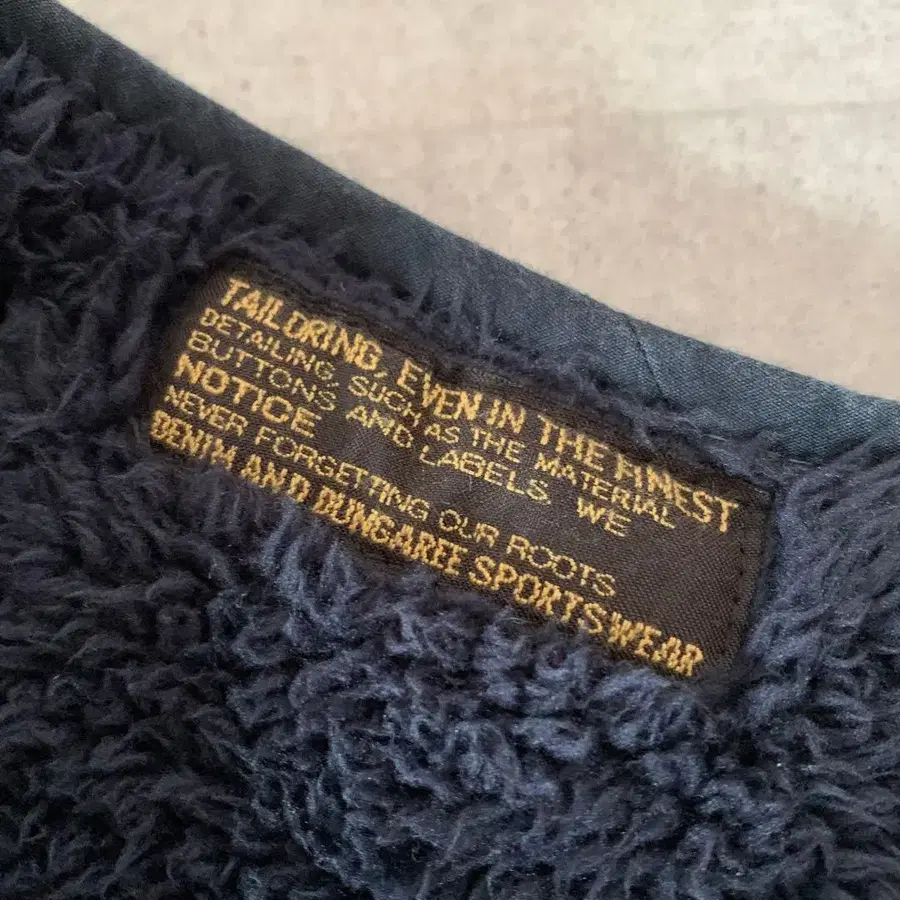 TAILORING, EVEN IN THE FINEST
DETAILING, SUCH AS THE MATERIAL
BUTTONS AND LABELS WE
NOTICE
NEVER FORGETTING OUR ROOTS
DENIM AND DUNGAREE SPORTSWEAR